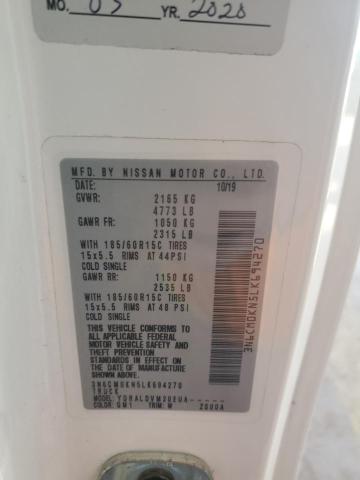 MO. 03 YR. 2020
MFD. BY NISSAN MOTOR CO., LTD.
DATE: 10/19
GVWR: 2165 KG
4773 LB
GAWR FR: 1050 KG
2315 LB
WITH 185/60R15C TIRES
15x5.5 RIMS AT 44PSI
COLD SINGLE
GAWR RR: 1150 KG
2535 LB
WITH 185/60R15C TIRES
15x5.5 RIMS AT 48 PSI
COLD SINGLE
THIS VEHICLE CONFORMS TO
ALL APPLICABLE FEDERAL
MOTOR VEHICLE SAFETY
AND THEFT PREVENTION
STANDARDS IN EFFECT ON
THE DATE OF MANUFACTURE
SHOWN ABOVE
3N6CM0KN5LK694270
TRUCK
COLOR: QM1 TRIM: W 2000A
3N6CM0KN5LK694270